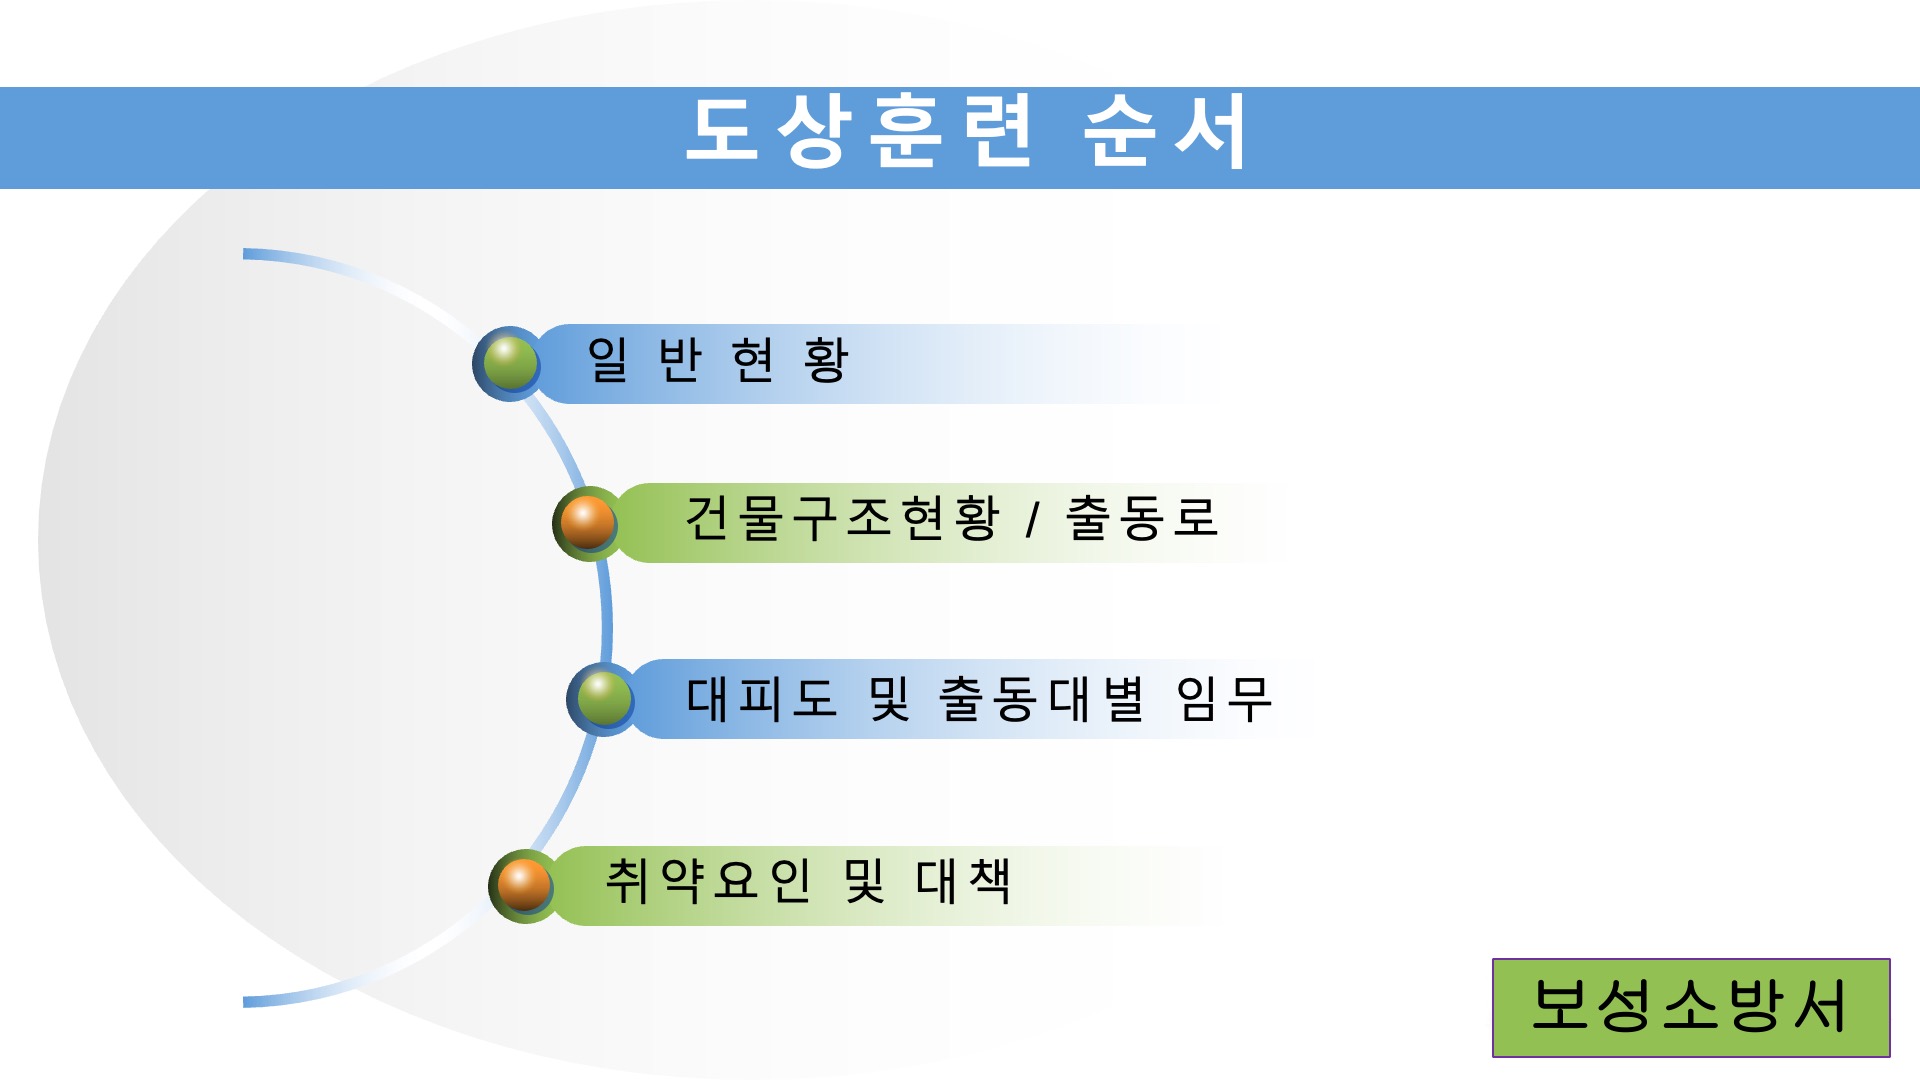 도상훈련 순서
일 반 현 황
건물구조현황 / 출동로
대피도 및 출동대별 임무
취약요인 및 대책
보성소방서